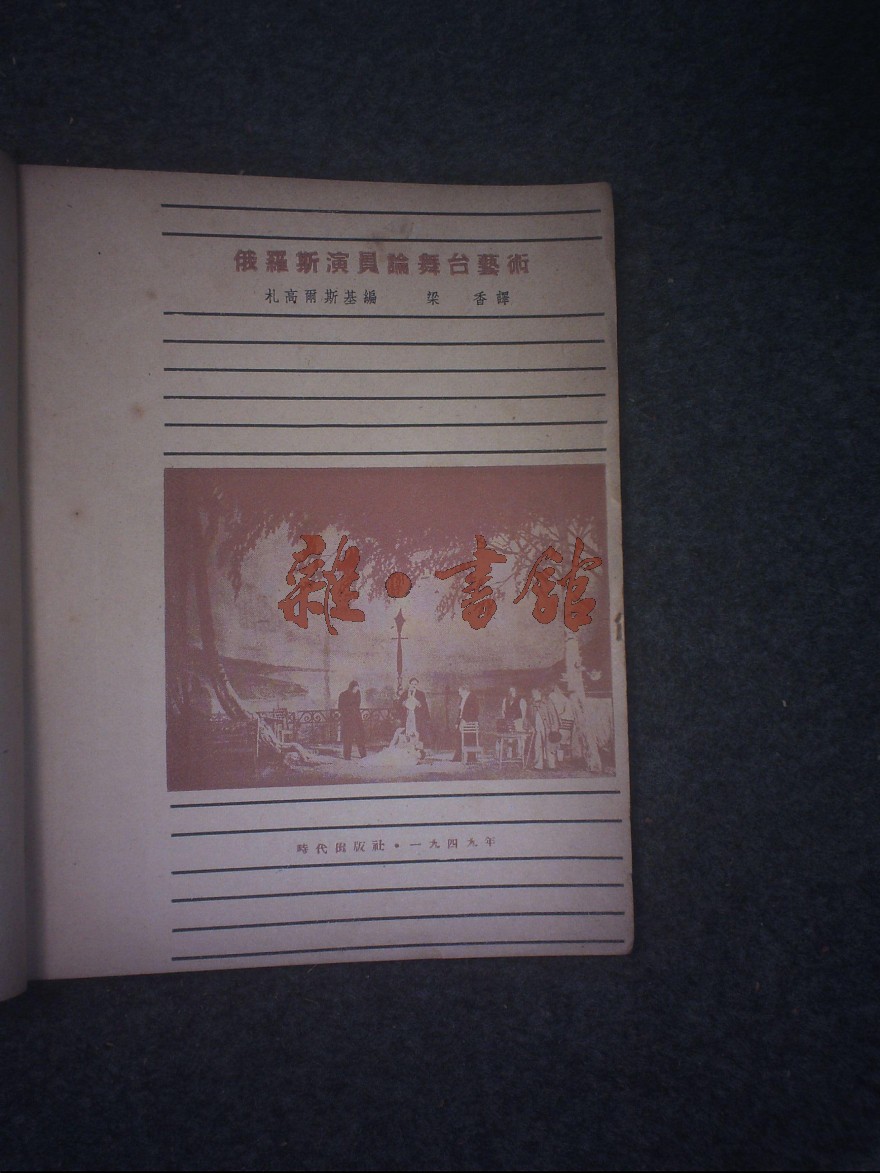 俄羅斯演員論舞台藝術
札高爾斯基編　梁　香譯
雜·書館
時代出版社·一九四九年